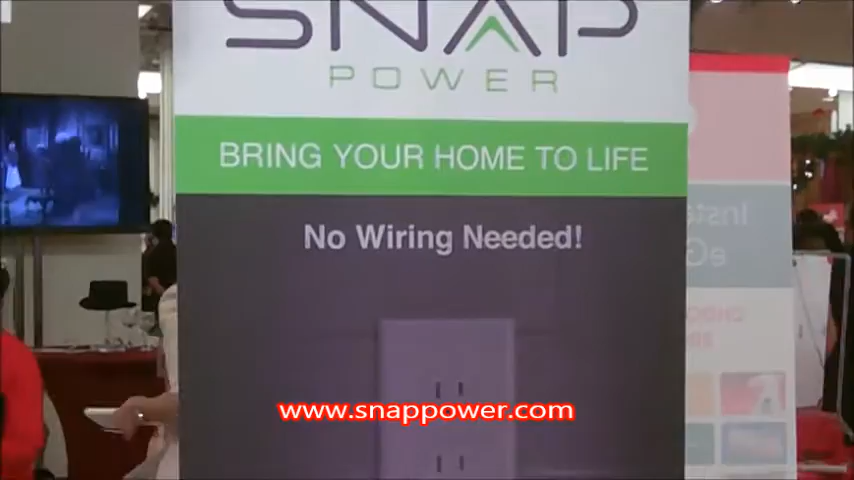 SNAP
POWER
BRING YOUR HOME TO LIFE
No Wiring Needed!
www.snappower.com